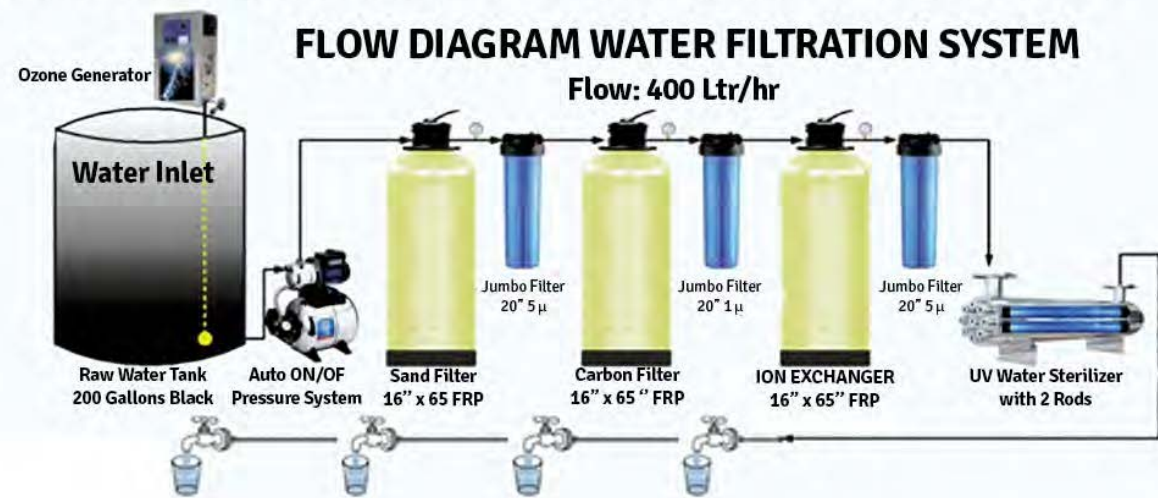 FLOW DIAGRAM WATER FILTRATION SYSTEM
Flow: 400 Ltr/hr
Ozone Generator
Water Inlet
Jumbo Filter
20” 5 µ
Jumbo Filter
20” 1 µ
Jumbo Filter
20” 5 µ
Raw Water Tank
200 Gallons Black
Auto ON/OF
Pressure System
Sand Filter
16” x 65 FRP
Carbon Filter
16” x 65 ‘’ FRP
ION EXCHANGER
16” x 65” FRP
UV Water Sterilizer
with 2 Rods